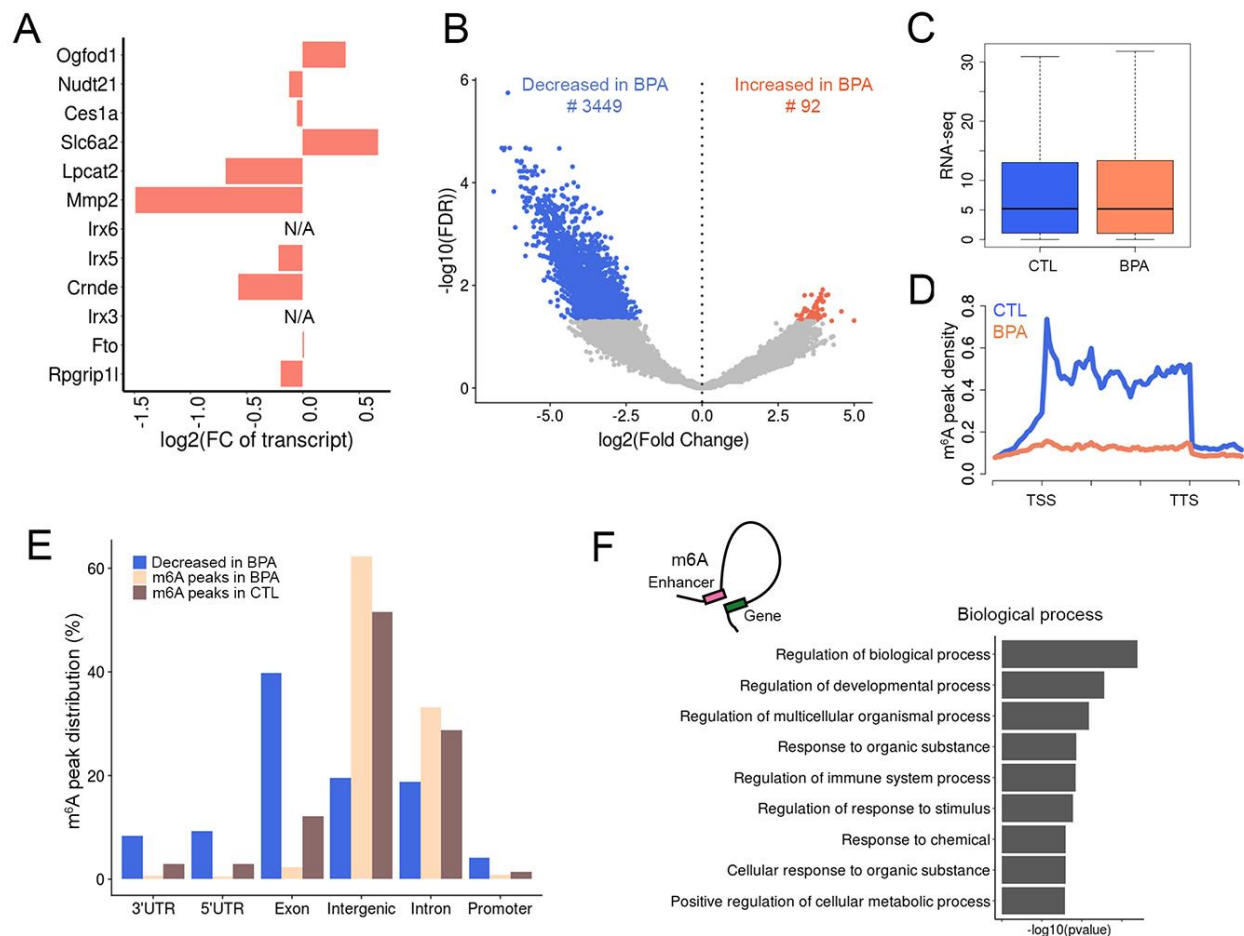 A
Ogfod1
Nudt21
Ces1a
Slc6a2
Lpcat2
Mmp2
Irx6
N/A
Irx5
Crnde
Irx3
N/A
Fto
Rpgrip1l
-1.5
-1.0
-0.5
0.0
0.5
log2(FC of transcript)
B
Decreased in BPA
# 3449
Increased in BPA
# 92
6
4
2
0
-log10(FDR))
-5.0
-2.5
0.0
2.5
5.0
log2(Fold Change)
C
30
20
10
5
0
RNA-seq
CTL
BPA
D
CTL
BPA
0.8
0.6
0.4
0.2
0.0
m⁶A peak density
TSS
TTS
E
Decreased in BPA
m6A peaks in BPA
m6A peaks in CTL
60
40
20
0
m⁶A peak distribution (%)
3'UTR
5'UTR
Exon
Intergenic
Intron
Promoter
F
m6A
Enhancer
Gene
Biological process
Regulation of biological process
Regulation of developmental process
Regulation of multicellular organismal process
Response to organic substance
Regulation of immune system process
Regulation of response to stimulus
Response to chemical
Cellular response to organic substance
Positive regulation of cellular metabolic process
-log10(pvalue)